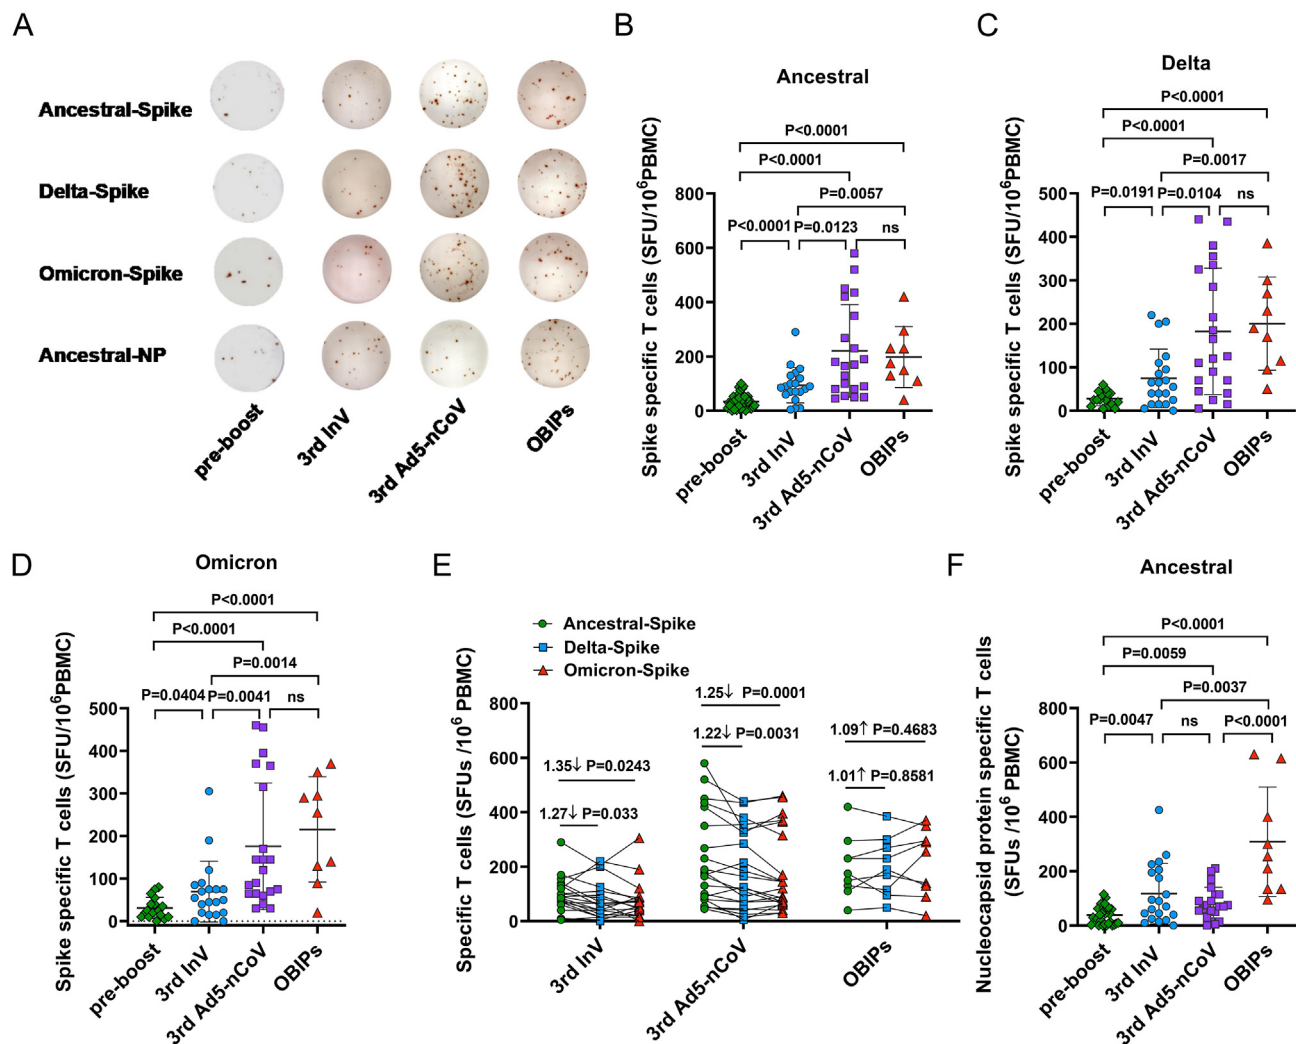 A
Ancestral-Spike
Delta-Spike
Omicron-Spike
Ancestral-NP
pre-boost
3rd InV
3rd Ad5-nCoV
OBIPs
B
Ancestral
P<0.0001
P<0.0001
P=0.0057
P<0.0001 P=0.0123 ns
Spike specific T cells (SFU/10⁶PBMC)
800
600
400
200
0
pre-boost
3rd InV
3rd Ad5-nCoV
OBIPs
C
Delta
P<0.0001
P<0.0001
P=0.0017
P=0.0191 P=0.0104 ns
Spike specific T cells (SFU/10⁶PBMC)
500
400
300
200
100
0
pre-boost
3rd InV
3rd Ad5-nCoV
OBIPs
D
Omicron
P<0.0001
P<0.0001
P=0.0014
P=0.0404 P=0.0041 ns
Spike specific T cells (SFU/10⁶PBMC)
500
400
300
200
100
0
pre-boost
3rd InV
3rd Ad5-nCoV
OBIPs
E
Ancestral-Spike
Delta-Spike
Omicron-Spike
Specific T cells (SFUs /10⁶ PBMC)
800
600
400
200
0
1.35↓ P=0.0243
1.27↓ P=0.033
1.25↓ P=0.0001
1.22↓ P=0.0031
1.09↑ P=0.4683
1.01↑ P=0.8581
3rd InV
3rd Ad5-nCoV
OBIPs
F
Ancestral
P<0.0001
P=0.0059
P=0.0037
P=0.0047 ns P<0.0001
Nucleocapsid protein specific T cells
(SFUs /10⁶ PBMC)
800
600
400
200
0
pre-boost
3rd InV
3rd Ad5-nCoV
OBIPs